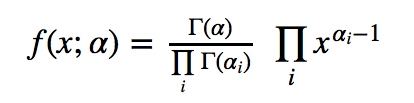 f(x; α) = Γ(α) / ∏_i Γ(α_i) ∏_i x^{α_i−1}